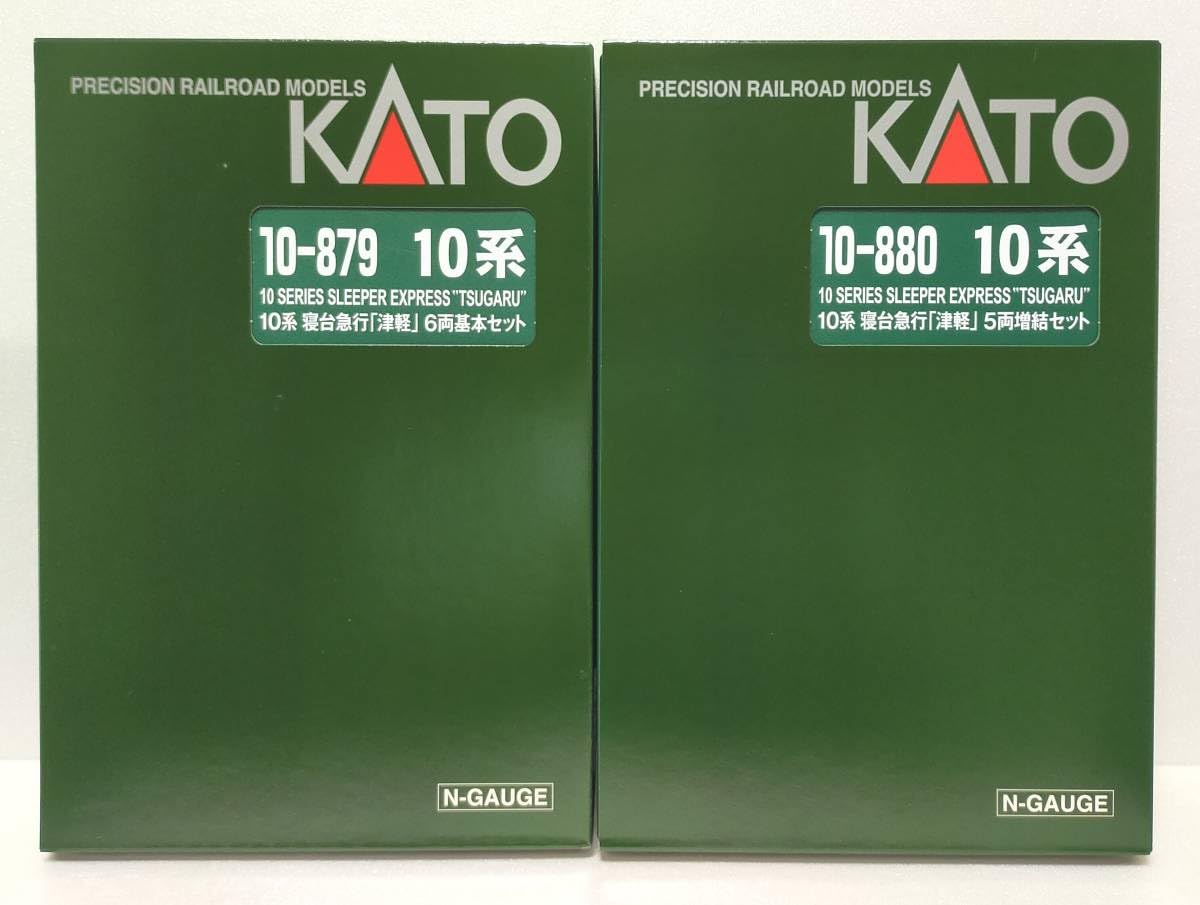 PRECISION RAILROAD MODELS
KATO
10-879 10系
10 SERIES SLEEPER EXPRESS "TSUGARU"
10系 寝台急行「津軽」 6両基本セット
N-GAUGE
PRECISION RAILROAD MODELS
KATO
10-880 10系
10 SERIES SLEEPER EXPRESS "TSUGARU"
10系 寝台急行「津軽」 5両増結セット
N-GAUGE